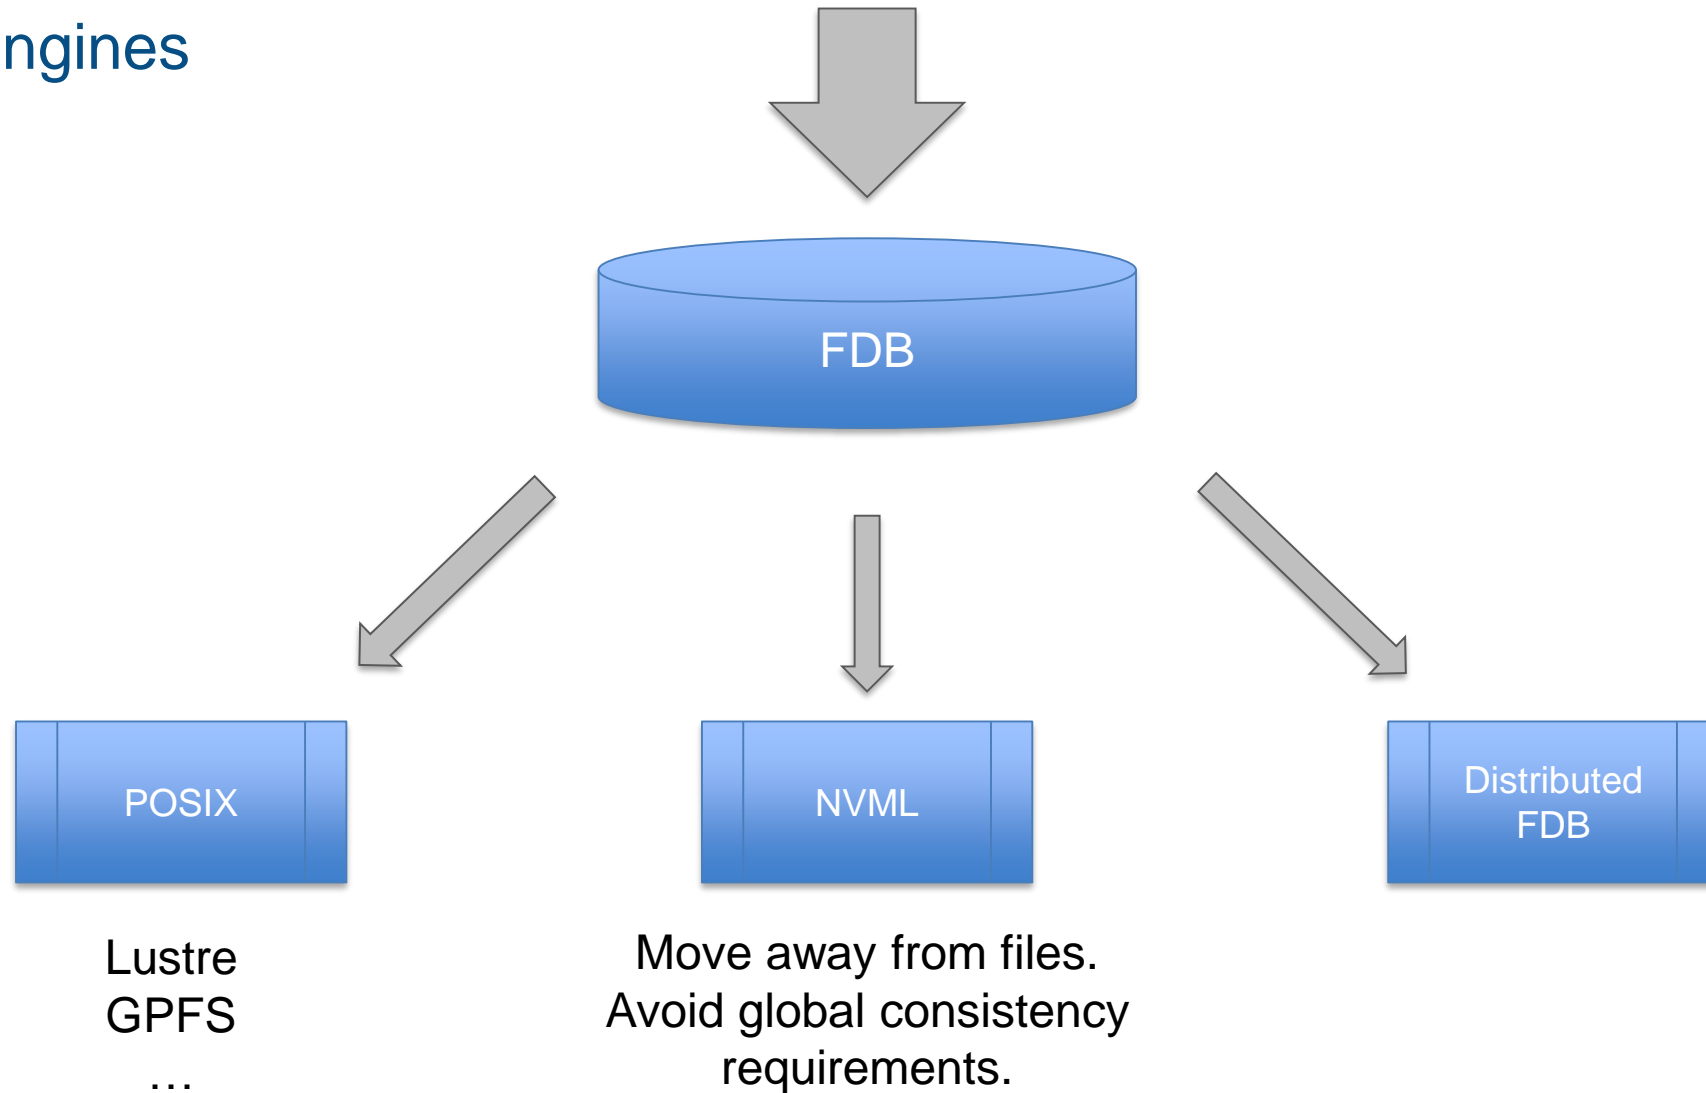 ngines
FDB
POSIX
NVML
Distributed
FDB
Lustre
GPFS
…
Move away from files.
Avoid global consistency
requirements.